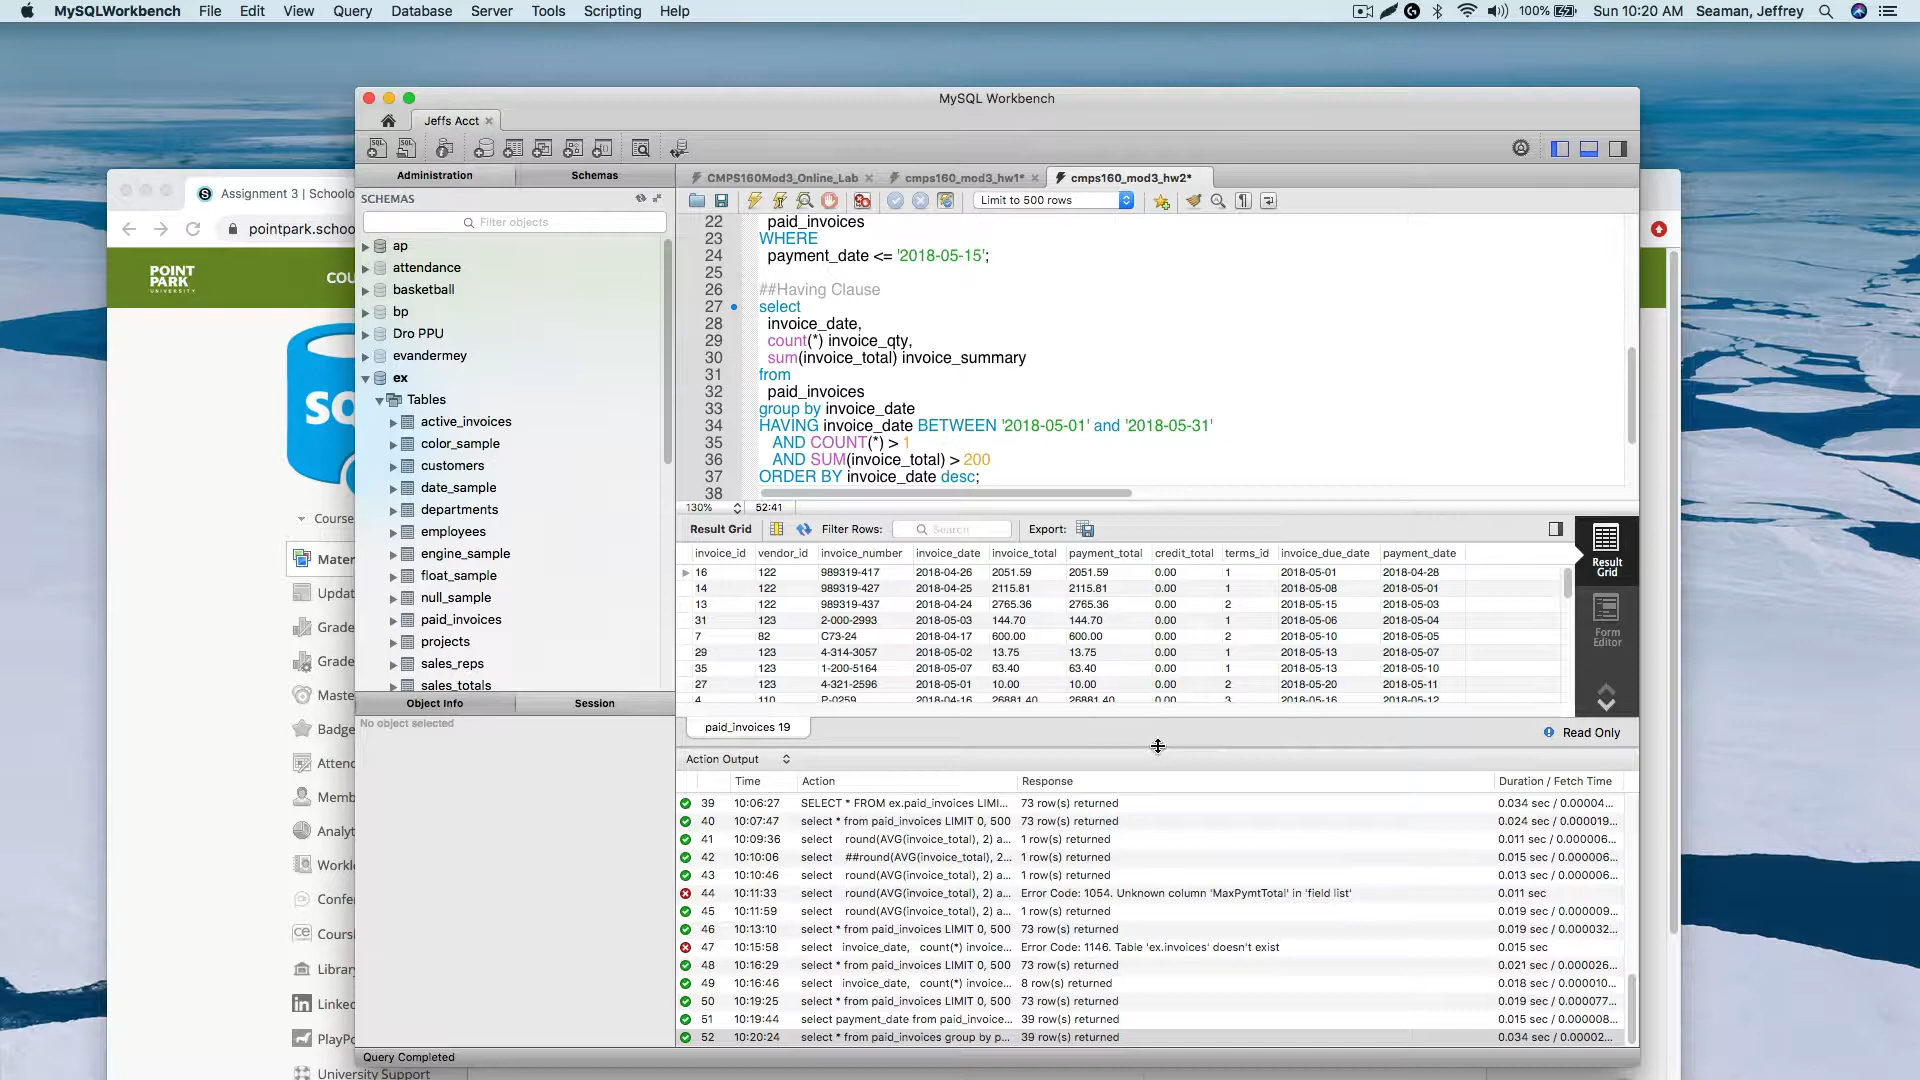 MySQLWorkbench File Edit View Query Database Server Tools Scripting Help 100% Sun 10:20 AM Seaman, Jeffrey
MySQL Workbench
Jeffs Acct
Administration Schemas
CMPS160Mod3_Online_Lab cmps160_mod3_hw1* cmps160_mod3_hw2*
Assignment 3 | Schoolo
pointpark.schoo
POINT PARK UNIVERSITY
COU
SCHEMAS
Filter objects
ap
attendance
basketball
bp
Dro PPU
evandermey
ex
Tables
active_invoices
color_sample
customers
date_sample
departments
employees
engine_sample
float_sample
null_sample
paid_invoices
projects
sales_reps
sales_totals
Object Info Session
No object selected
Limit to 500 rows
22 paid_invoices
23 WHERE
24 payment_date <= '2018-05-15';
25
26 ##Having Clause
27 select
28 invoice_date,
29 count(*) invoice_qty,
30 sum(invoice_total) invoice_summary
31 from
32 paid_invoices
33 group by invoice_date
34 HAVING invoice_date BETWEEN '2018-05-01' and '2018-05-31'
35 AND COUNT(*) > 1
36 AND SUM(invoice_total) > 200
37 ORDER BY invoice_date desc;
38
130% 52:41
Result Grid Filter Rows: Search Export:
invoice_id vendor_id invoice_number invoice_date invoice_total payment_total credit_total terms_id invoice_due_date payment_date
16 122 989319-417 2018-04-26 2051.59 2051.59 0.00 1 2018-05-01 2018-04-28
14 122 989319-427 2018-04-25 2115.81 2115.81 0.00 1 2018-05-08 2018-05-01
13 122 989319-437 2018-04-24 2765.36 2765.36 0.00 2 2018-05-15 2018-05-03
31 123 2-000-2993 2018-05-03 144.70 144.70 0.00 1 2018-05-06 2018-05-04
7 82 C73-24 2018-04-17 600.00 600.00 0.00 2 2018-05-10 2018-05-05
29 123 4-314-3057 2018-05-02 13.75 13.75 0.00 1 2018-05-13 2018-05-07
35 123 1-200-5164 2018-05-07 63.40 63.40 0.00 1 2018-05-13 2018-05-10
27 123 4-321-2596 2018-05-01 10.00 10.00 0.00 2 2018-05-20 2018-05-11
4 110 P-0259 2018-04-16 26881.40 26881.40 0.00 3 2018-05-16 2018-05-12
Result Grid
Form Editor
paid_invoices 19
Read Only
Action Output
Time Action Response Duration / Fetch Time
39 10:06:27 SELECT * FROM ex.paid_invoices LIMI... 73 row(s) returned 0.034 sec / 0.00004...
40 10:07:47 select * from paid_invoices LIMIT 0, 500 73 row(s) returned 0.024 sec / 0.000019...
41 10:09:36 select round(AVG(invoice_total), 2) a... 1 row(s) returned 0.011 sec / 0.000006...
42 10:10:06 select ##round(AVG(invoice_total), 2... 1 row(s) returned 0.015 sec / 0.000006...
43 10:10:46 select round(AVG(invoice_total), 2) a... 1 row(s) returned 0.013 sec / 0.000006...
44 10:11:33 select round(AVG(invoice_total), 2) a... Error Code: 1054. Unknown column 'MaxPymtTotal' in 'field list' 0.011 sec
45 10:11:59 select round(AVG(invoice_total), 2) a... 1 row(s) returned 0.019 sec / 0.000009...
46 10:13:10 select * from paid_invoices LIMIT 0, 500 73 row(s) returned 0.019 sec / 0.000032...
47 10:15:58 select invoice_date, count(*) invoice... Error Code: 1146. Table 'ex.invoices' doesn't exist 0.015 sec
48 10:16:29 select * from paid_invoices LIMIT 0, 500 73 row(s) returned 0.021 sec / 0.000026...
49 10:16:46 select invoice_date, count(*) invoice... 8 row(s) returned 0.018 sec / 0.000010...
50 10:19:25 select * from paid_invoices LIMIT 0, 500 73 row(s) returned 0.019 sec / 0.000077...
51 10:19:44 select payment_date from paid_invoice... 39 row(s) returned 0.015 sec / 0.000008...
52 10:20:24 select * from paid_invoices group by p... 39 row(s) returned 0.034 sec / 0.00002...
Query Completed
SQ
Course
Mater
Updat
Grade
Grade
Maste
Badge
Attenc
Memb
Analyt
Workl
Confe
Coursi
Library
Linked
PlayPo
University Support